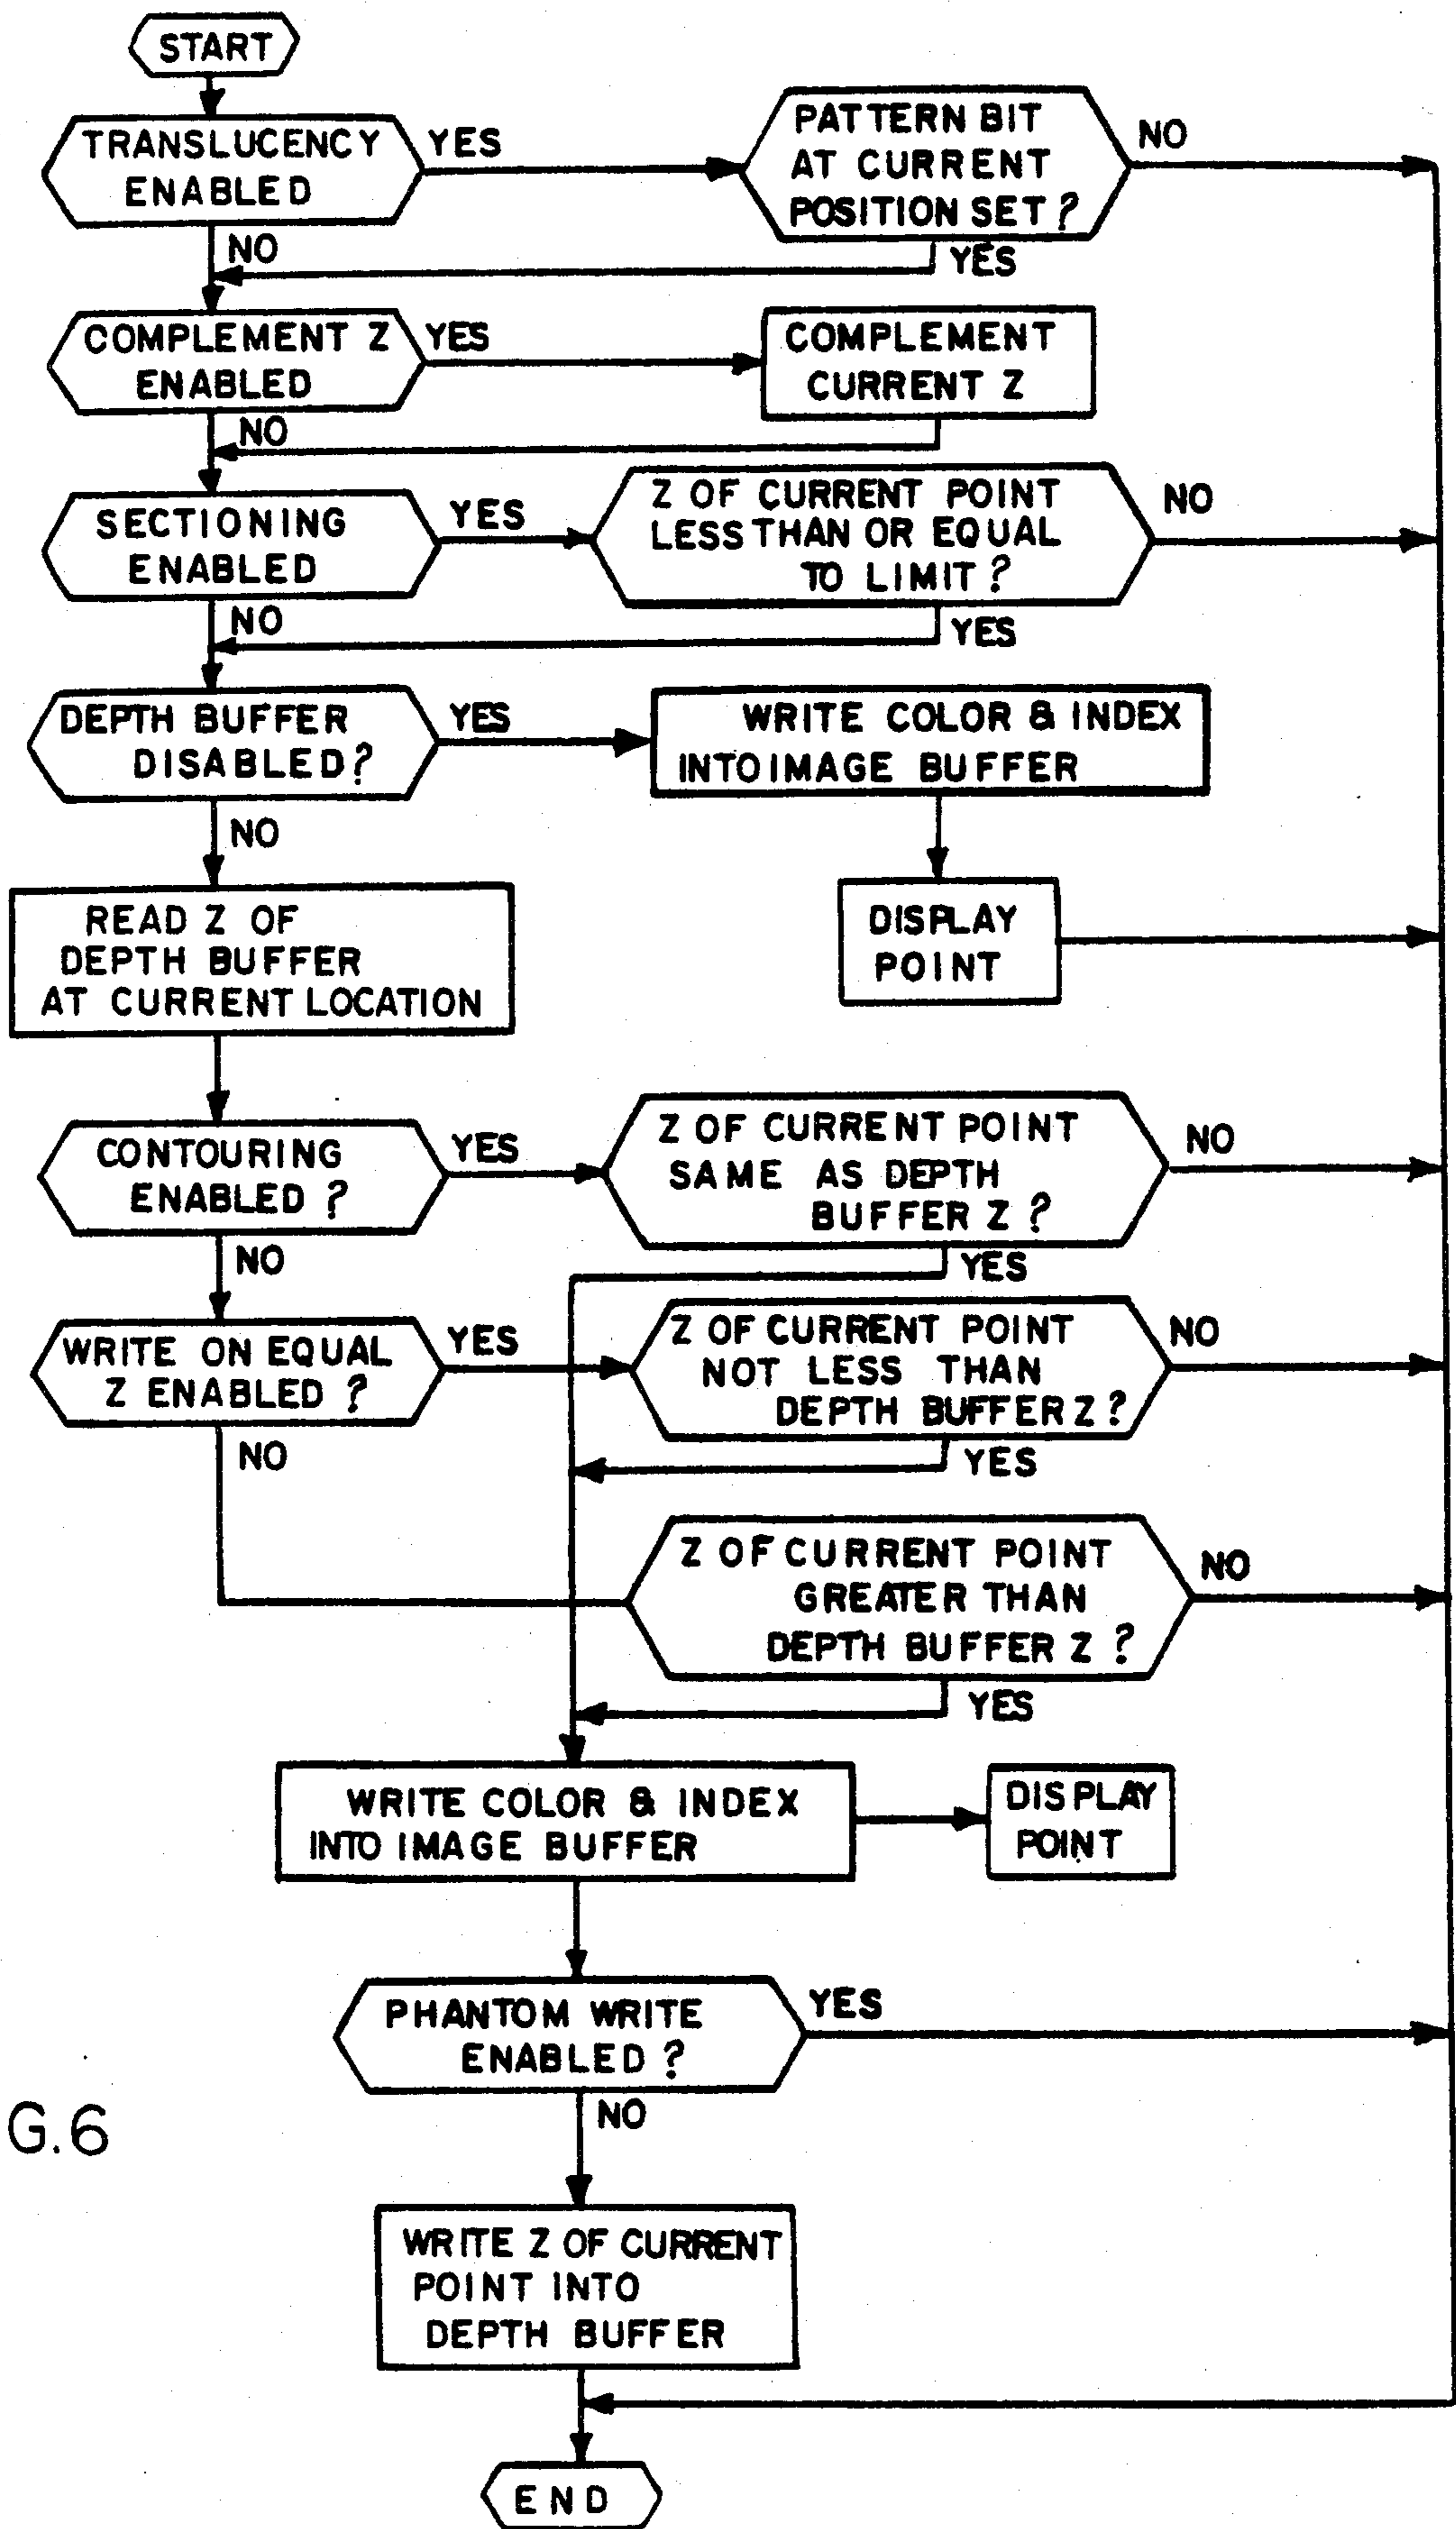 START
TRANSLUCENCY
ENABLED
YES
PATTERN BIT
AT CURRENT
POSITION SET?
NO
NO
YES
COMPLEMENT Z
ENABLED
YES
COMPLEMENT
CURRENT Z
NO
SECTIONING
ENABLED
YES
Z OF CURRENT POINT
LESS THAN OR EQUAL
TO LIMIT?
NO
NO
YES
DEPTH BUFFER
DISABLED?
YES
WRITE COLOR & INDEX
INTO IMAGE BUFFER
NO
READ Z OF
DEPTH BUFFER
AT CURRENT LOCATION
DISPLAY
POINT
CONTOURING
ENABLED?
YES
Z OF CURRENT POINT
SAME AS DEPTH
BUFFER Z?
NO
NO
YES
WRITE ON EQUAL
Z ENABLED?
YES
Z OF CURRENT POINT
NOT LESS THAN
DEPTH BUFFER Z?
NO
NO
YES
Z OF CURRENT POINT
GREATER THAN
DEPTH BUFFER Z?
NO
YES
WRITE COLOR & INDEX
INTO IMAGE BUFFER
DISPLAY
POINT
PHANTOM WRITE
ENABLED?
YES
NO
G.6
WRITE Z OF CURRENT
POINT INTO
DEPTH BUFFER
END